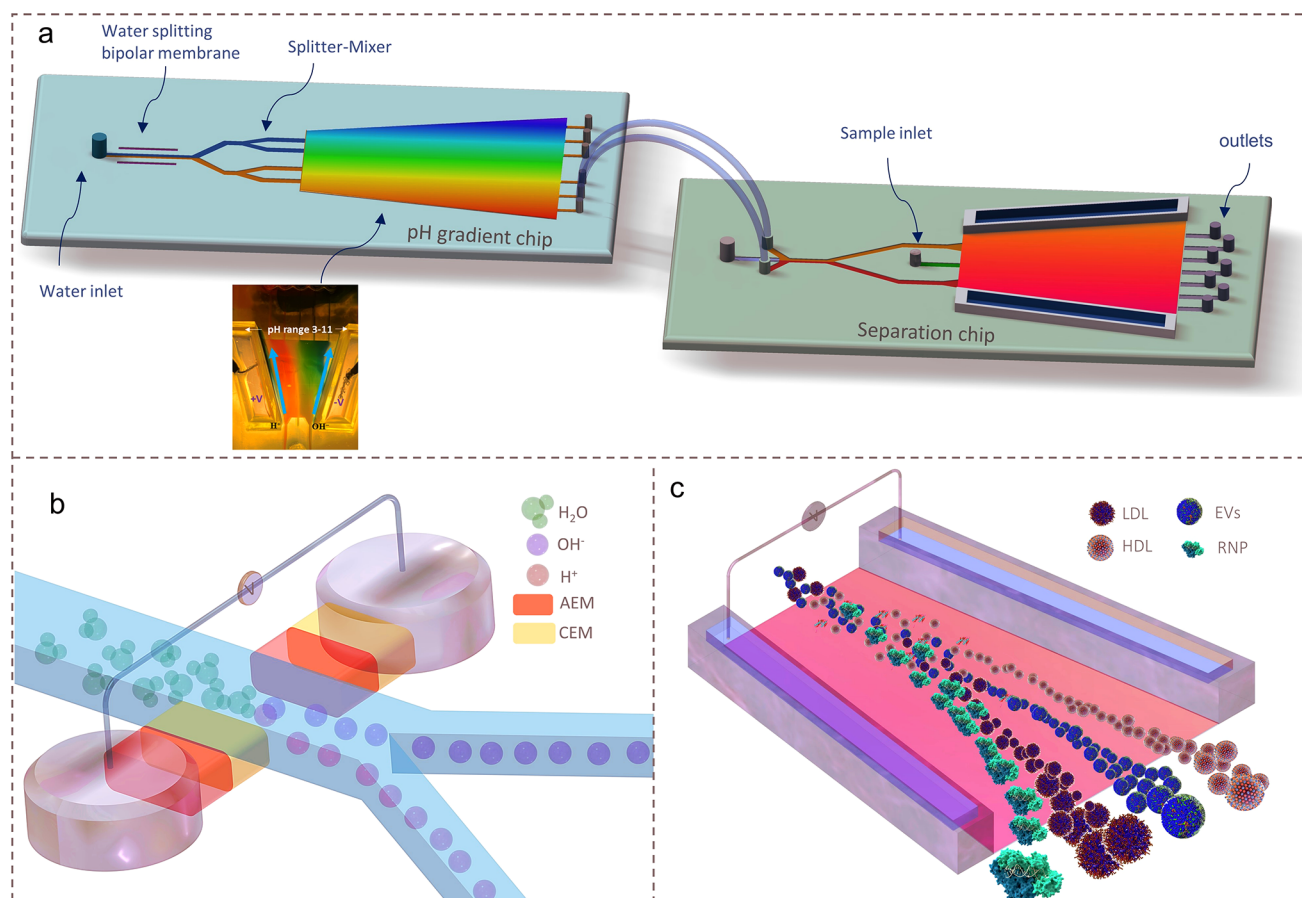 a
Water splitting
bipolar membrane
Splitter-Mixer
Sample inlet
outlets
pH gradient chip
Water inlet
Separation chip
pH range 3-11
+V
-V
H⁺
OH⁻
b
H₂O
OH⁻
H⁺
AEM
CEM
c
LDL
EVs
HDL
RNP